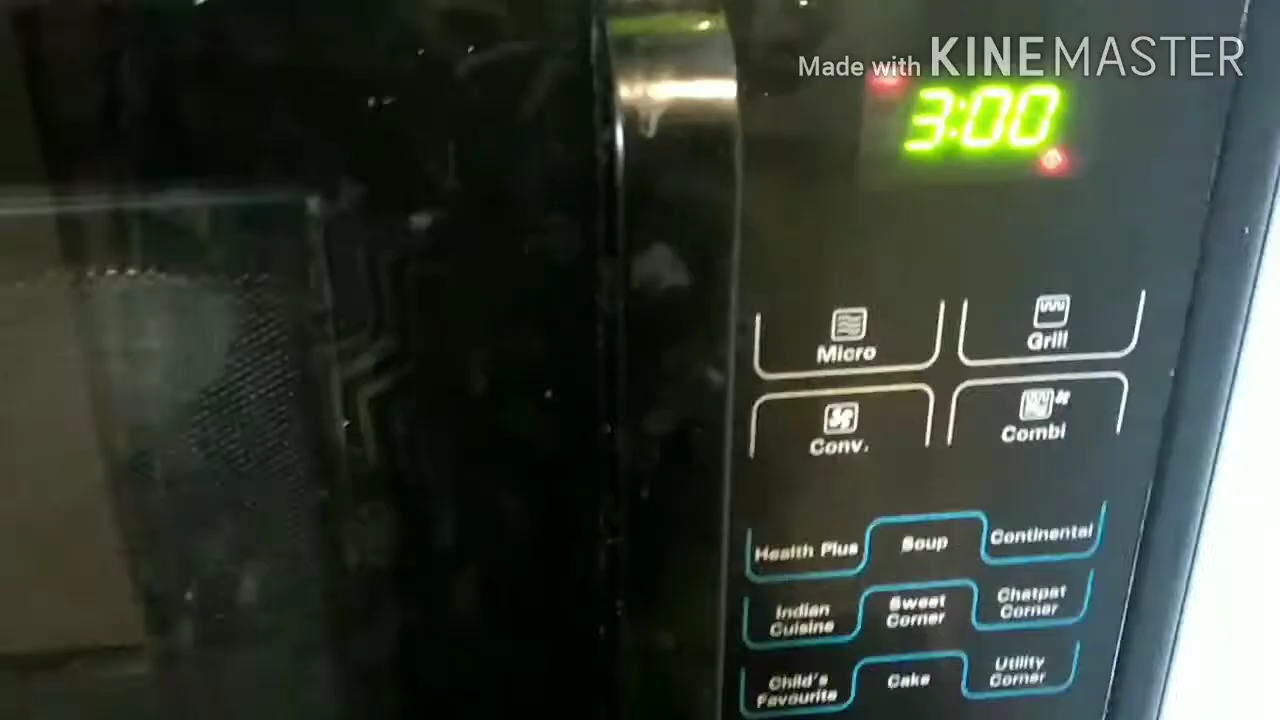 Made with KINEMASTER
3:00
Micro
Grill
Conv.
Combi
Health Plus
Soup
Continental
Indian
Cuisine
Sweet
Corner
Chatpat
Corner
Child's
Favourite
Cake
Utility
Corner